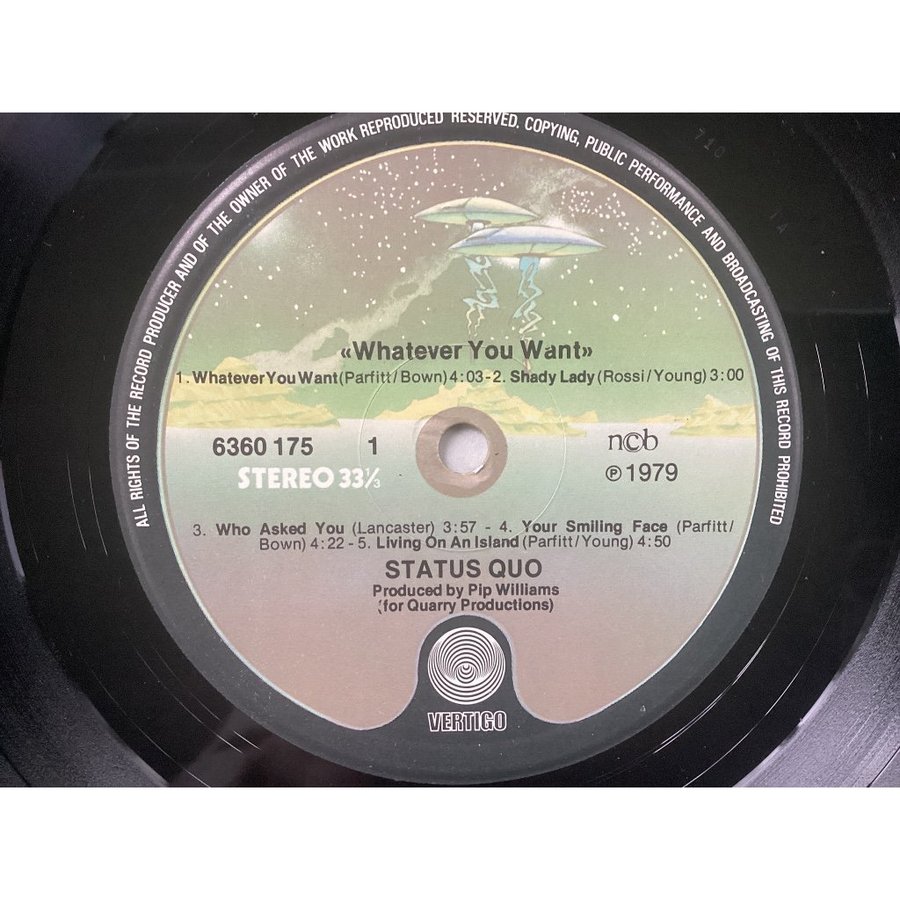 ALL RIGHTS OF THE RECORD PRODUCER AND OF THE OWNER OF THE WORK REPRODUCED RESERVED. COPYING, PUBLIC PERFORMANCE AND BROADCASTING OF THIS RECORD PROHIBITED
«Whatever You Want»
1. Whatever You Want (Parfitt/Bown) 4:03 - 2. Shady Lady (Rossi/Young) 3:00
6360 175 1 ncb
STEREO 33⅓ ℗ 1979
3. Who Asked You (Lancaster) 3:57 - 4. Your Smiling Face (Parfitt/
Bown) 4:22 - 5. Living On An Island (Parfitt/Young) 4:50
STATUS QUO
Produced by Pip Williams
(for Quarry Productions)
VERTIGO